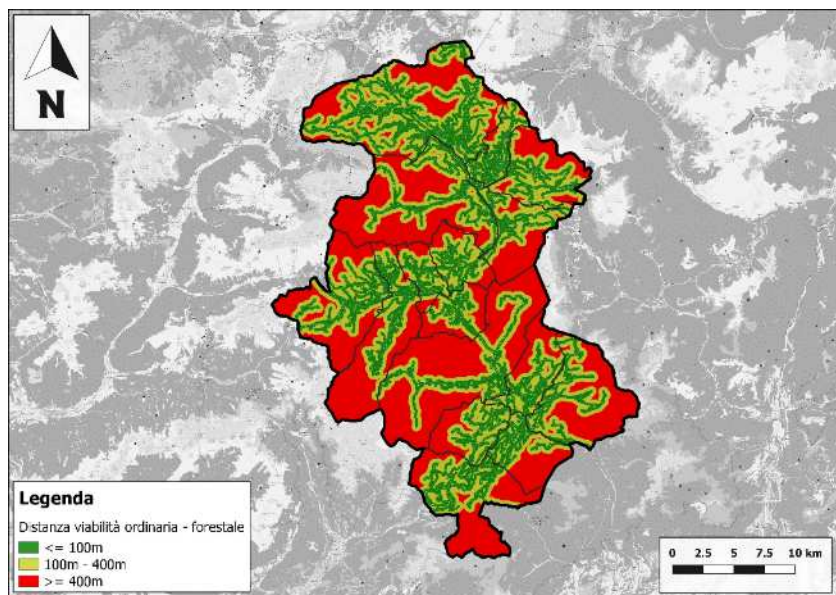 N
Legenda
Distanza viabilità ordinaria - forestale
<= 100m
100m - 400m
>= 400m
0 2.5 5 7.5 10 km